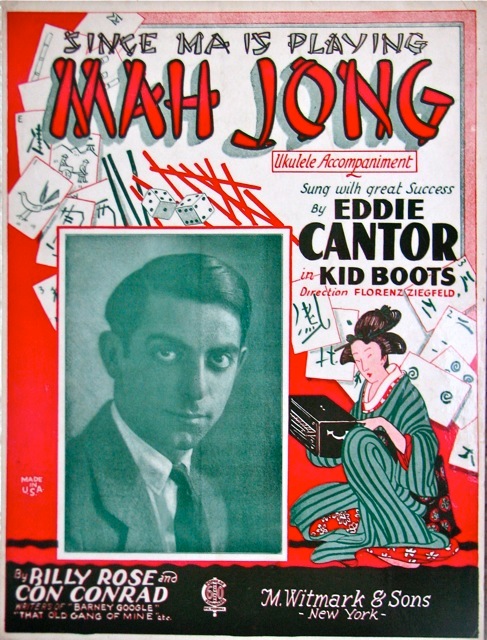 SINCE MA IS PLAYING
MAH JONG
Ukulele Accompaniment
Sung with great Success
By EDDIE
CANTOR
in KID BOOTS
Direction FLORENZ ZIEGFELD
MADE
IN
USA
By BILLY ROSE and
CON CONRAD
WRITERS OF "BARNEY GOOGLE"
"THAT OLD GANG OF MINE" etc.
M. Witmark & Sons
- New York -